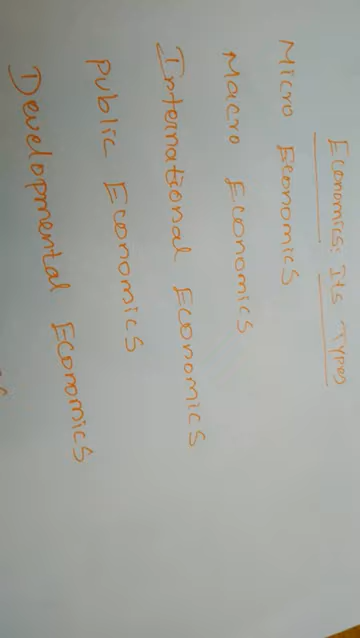 Economics: Its Types
Micro Economics
Macro Economics
International Economics
Public Economics
Developmental Economics